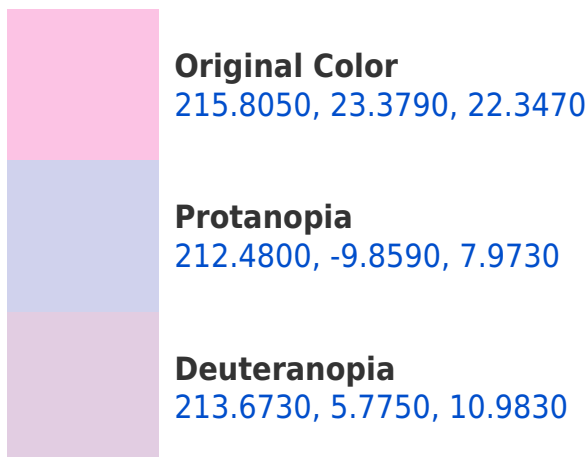 Original Color
215.8050, 23.3790, 22.3470
Protanopia
212.4800, -9.8590, 7.9730
Deuteranopia
213.6730, 5.7750, 10.9830